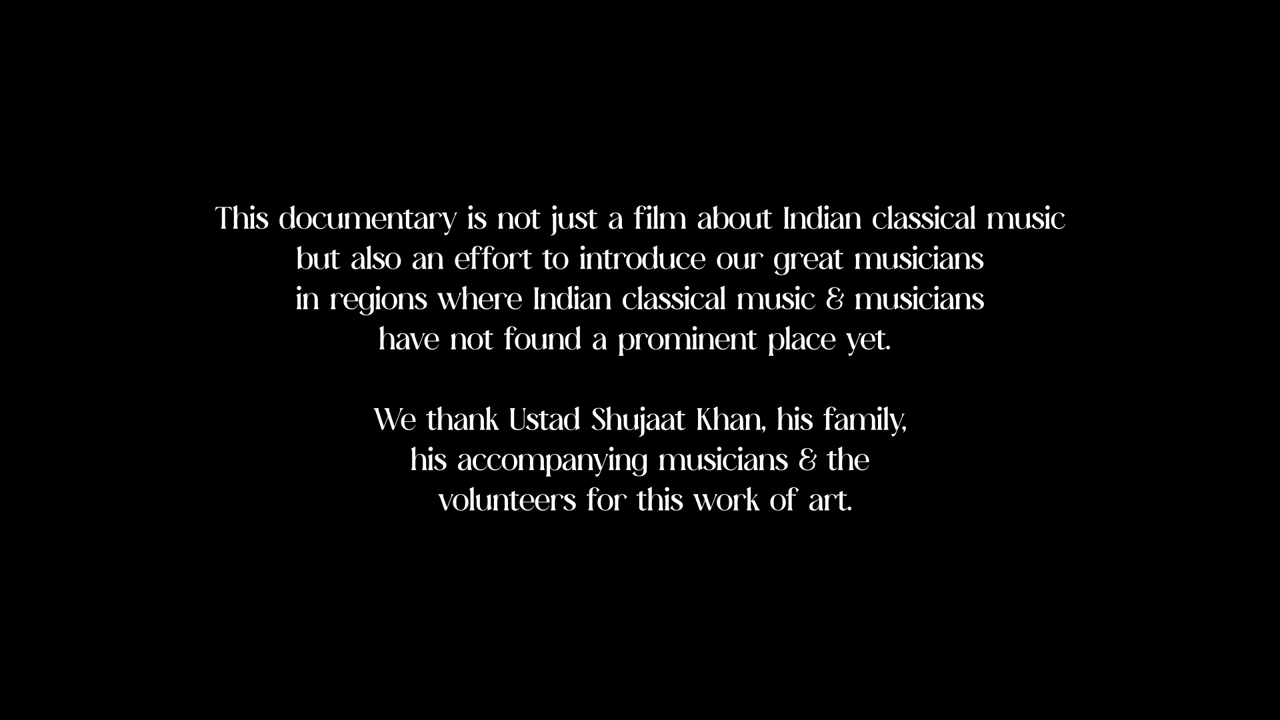 This documentary is not just a film about Indian classical music
but also an effort to introduce our great musicians
in regions where Indian classical music & musicians
have not found a prominent place yet.
We thank Ustad Shujaat Khan, his family,
his accompanying musicians & the
volunteers for this work of art.